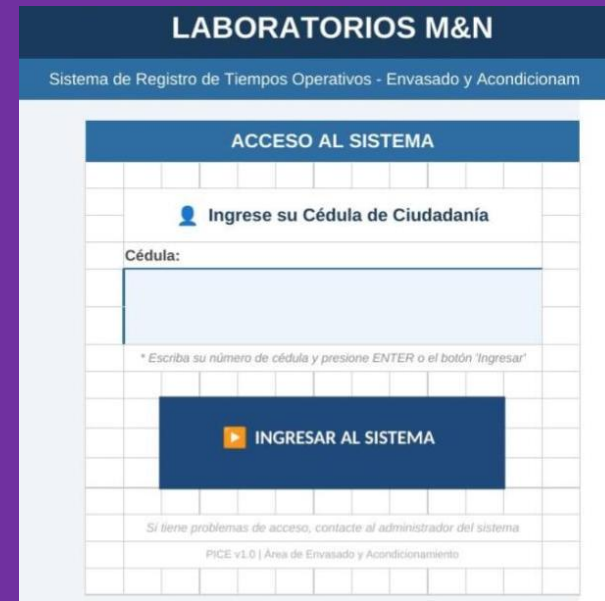 LABORATORIOS M&N
Sistema de Registro de Tiempos Operativos - Envasado y Acondicionam
ACCESO AL SISTEMA
Ingrese su Cédula de Ciudadanía
Cédula:
* Escriba su número de cédula y presione ENTER o el botón 'Ingresar'
INGRESAR AL SISTEMA
Si tiene problemas de acceso, contacte al administrador del sistema
PICE v1.0 | Área de Envasado y Acondicionamiento